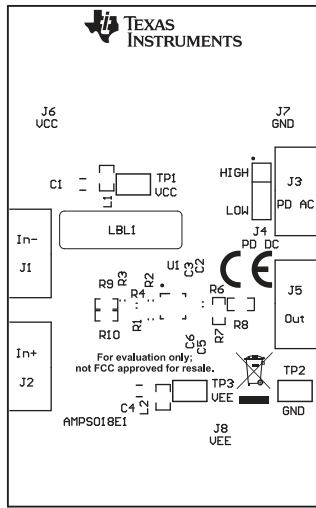 TEXAS
INSTRUMENTS
J6
VCC
J7
GND
HIGH
J3
PD AC
C1
L1
TP1
VCC
LOW
LBL1
J4
PD DC
In-
J1
U1
C3
C2
CE
R9
R3
R4
R2
R6
J5
Out
R10
R1
R7
R8
In+
J2
C6
C5
For evaluation only;
not FCC approved for resale.
C4
L2
TP3
VEE
TP2
GND
AMPS018E1
J8
VEE